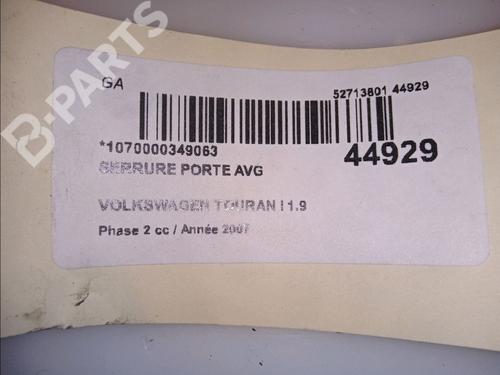 B-PARTS
GA
52713801 44929
*1070000349063
44929
SERRURE PORTE AVG
VOLKSWAGEN TOURAN I 1.9
Phase 2 cc / Année 2007